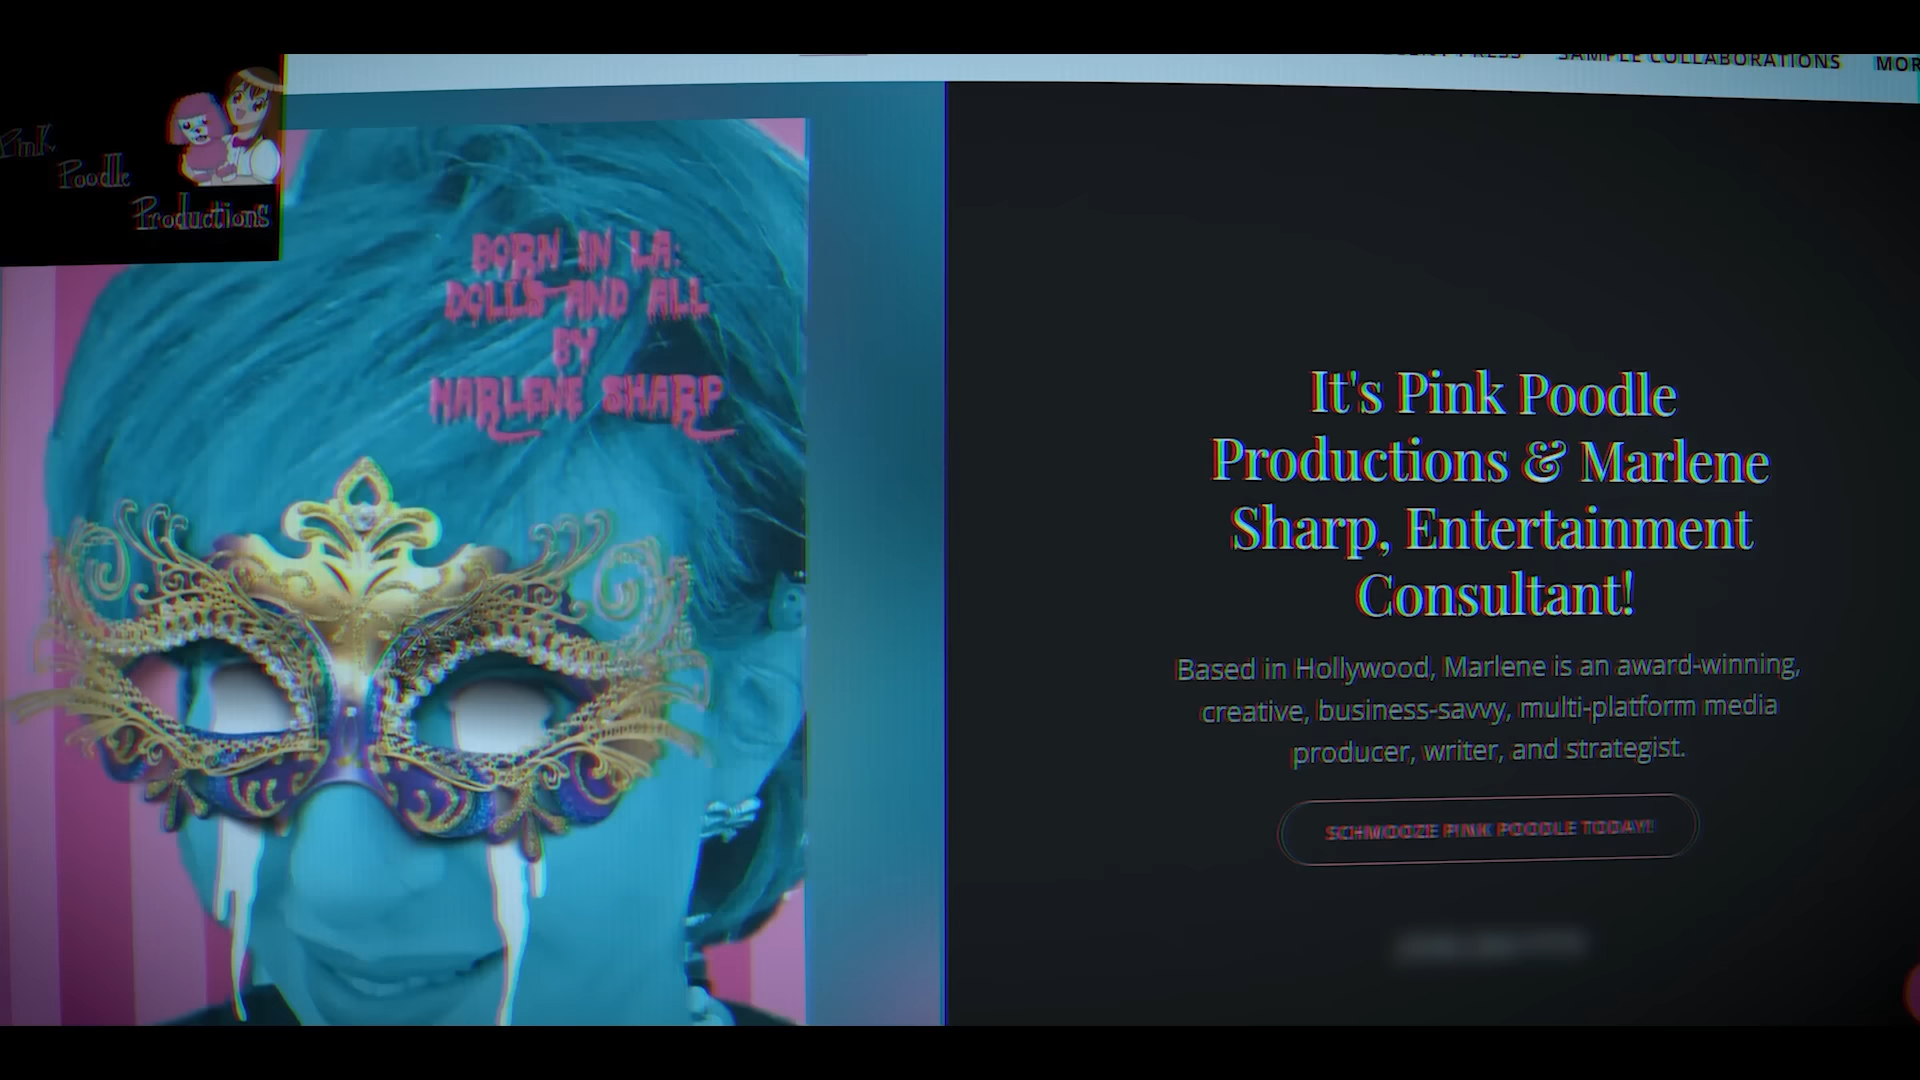 SAMPLE COLLABORATIONS
Pink
Poodle
Productions
BORN IN LA:
DOLLS AND ALL
BY
MARLENE SHARP
It's Pink Poodle
Productions & Marlene
Sharp, Entertainment
Consultant!
Based in Hollywood, Marlene is an award-winning,
creative, business-savvy, multi-platform media
producer, writer, and strategist.
SCHMOOZE PINK POODLE TODAY!